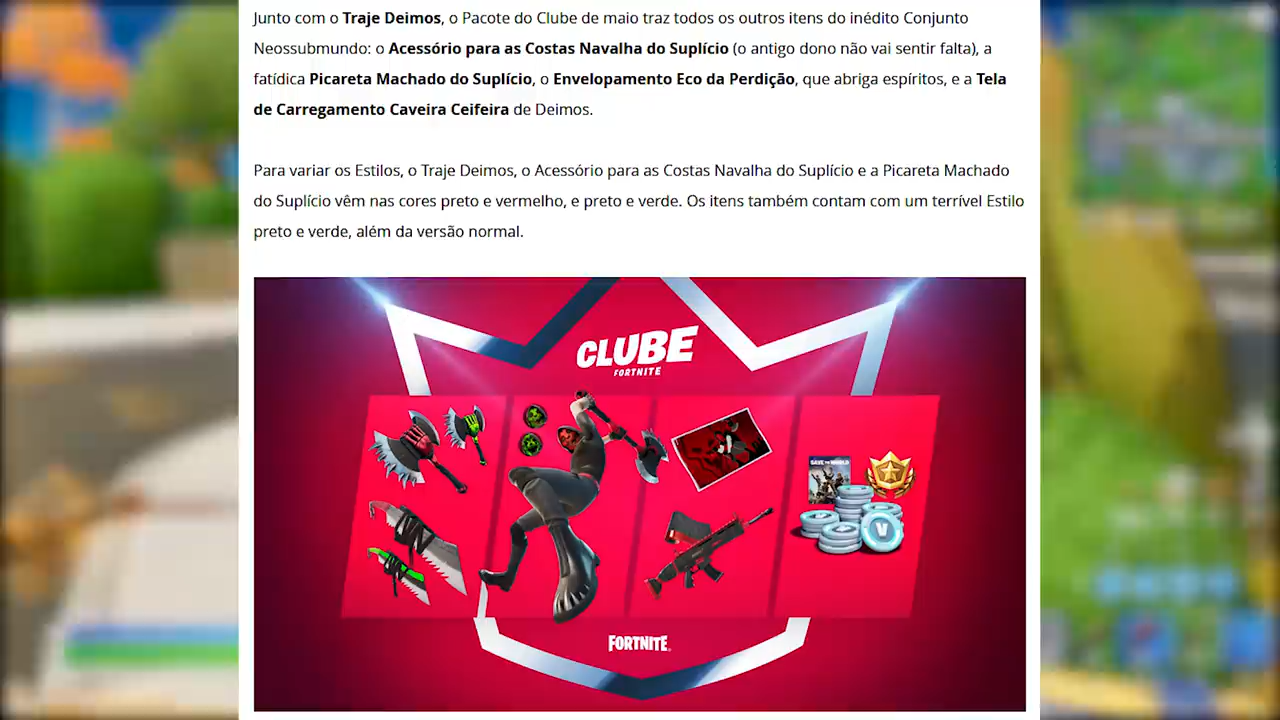 Junto com o Traje Deimos, o Pacote do Clube de maio traz todos os outros itens do inédito Conjunto
Neossubmundo: o Acessório para as Costas Navalha do Suplício (o antigo dono não vai sentir falta), a
fatídica Picareta Machado do Suplício, o Envelopamento Eco da Perdição, que abriga espíritos, e a Tela
de Carregamento Caveira Ceifeira de Deimos.
Para variar os Estilos, o Traje Deimos, o Acessório para as Costas Navalha do Suplício e a Picareta Machado
do Suplício vêm nas cores preto e vermelho, e preto e verde. Os itens também contam com um terrível Estilo
preto e verde, além da versão normal.
CLUBE
FORTNITE
SAVE THE WORLD
V
FORTNITE